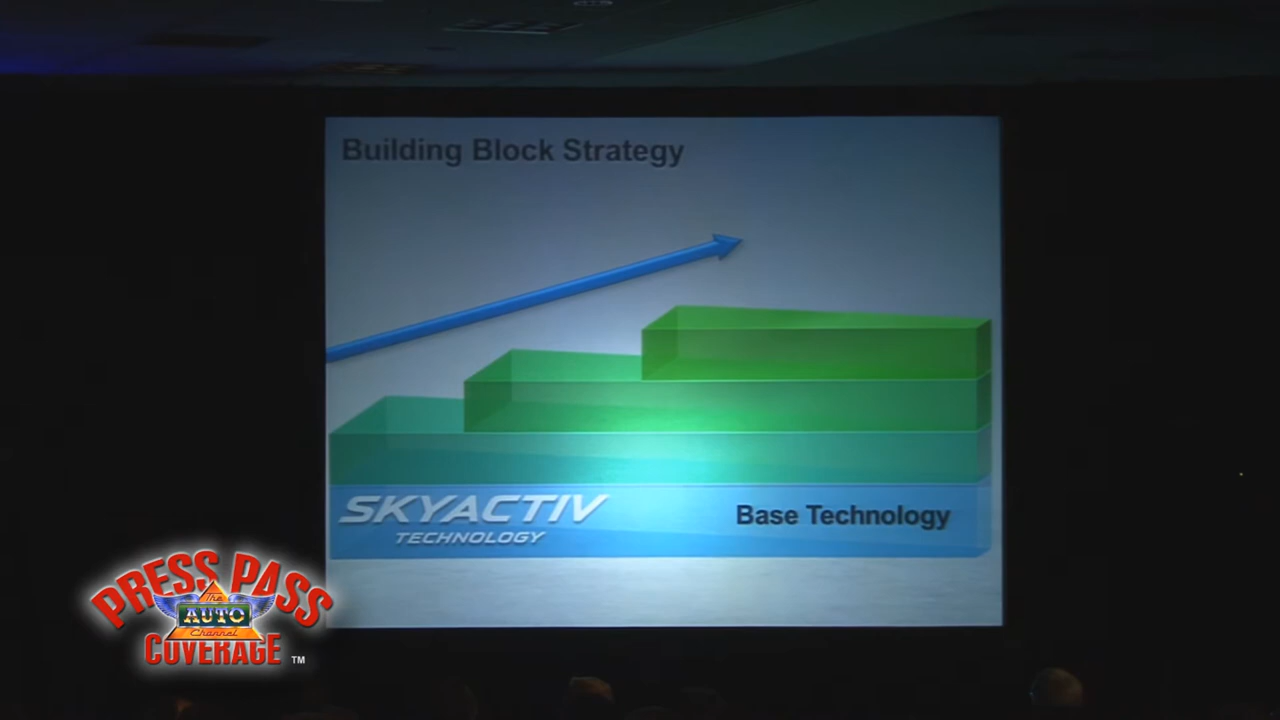 Building Block Strategy
SKYACTIV
TECHNOLOGY
Base Technology
PRESS PASS
The
AUTO
Channel
COVERAGE
TM